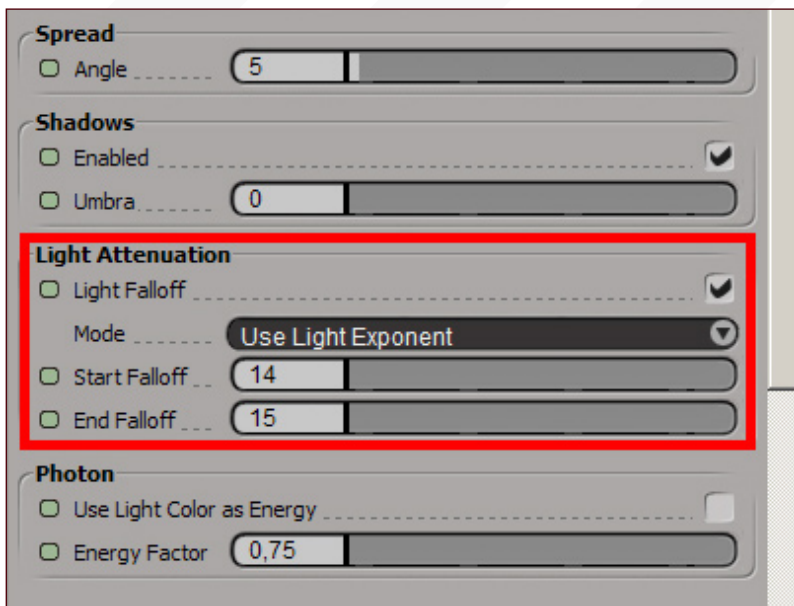 Spread
Angle 5
Shadows
Enabled
Umbra 0
Light Attenuation
Light Falloff
Mode Use Light Exponent
Start Falloff 14
End Falloff 15
Photon
Use Light Color as Energy
Energy Factor 0,75